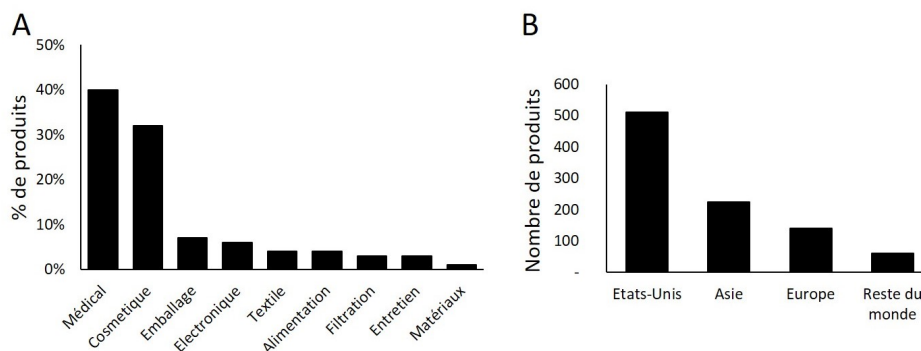 A
50%
40%
30%
20%
10%
0%
% de produits
Médical
Cosmetique
Emballage
Electronique
Textile
Alimentation
Filtration
Entretien
Matériaux
B
600
500
400
300
200
100
-
Nombre de produits
Etats-Unis
Asie
Europe
Reste du
monde